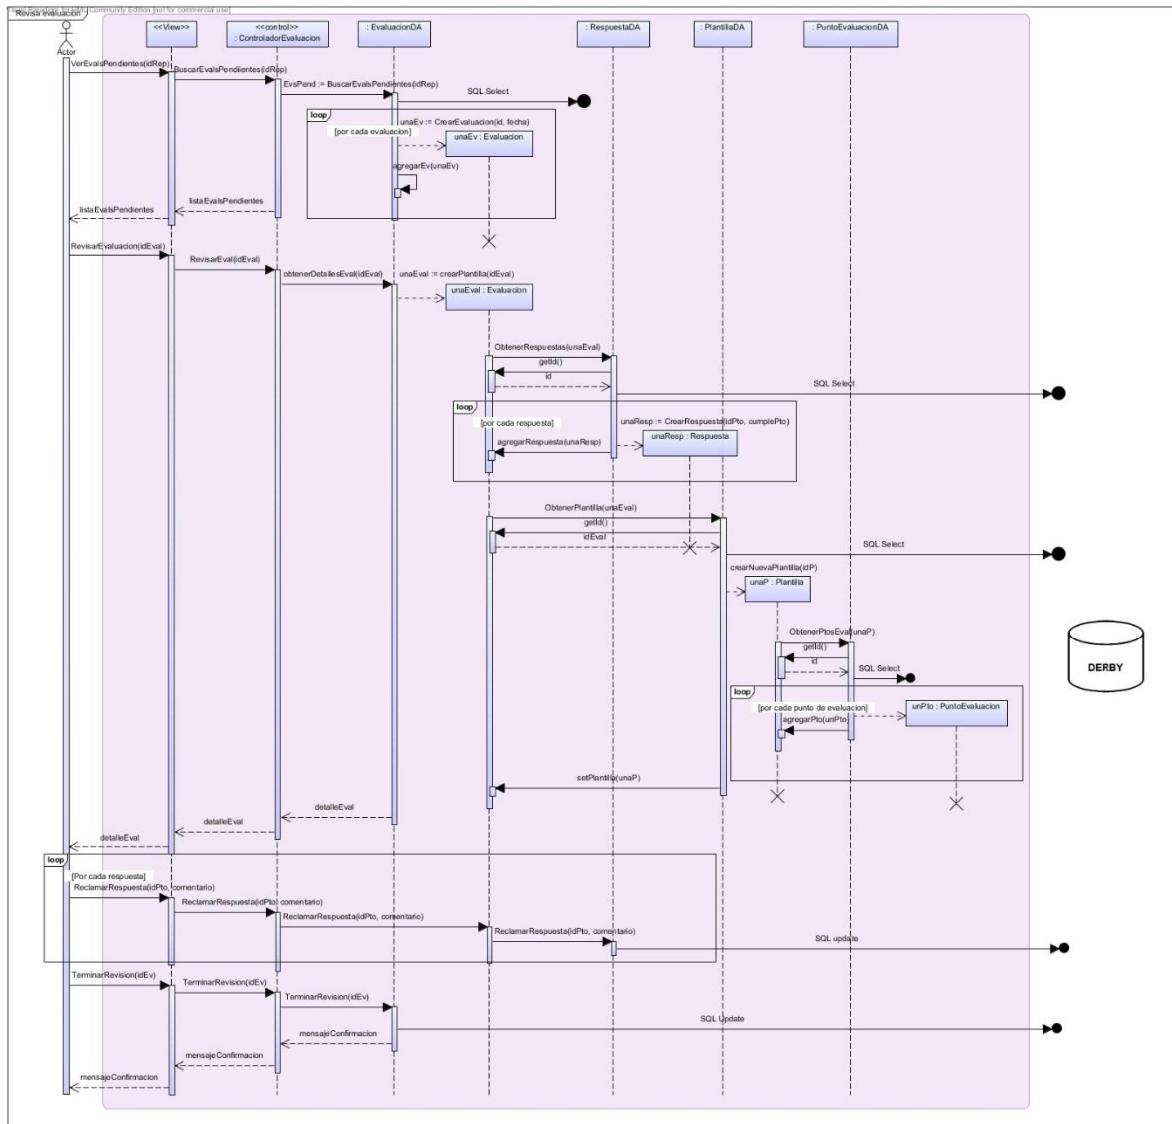 Revisa evaluacion
Community Edition [not for commercial use]
Actor
<<View>>
<<control>>
: ControladorEvaluacion
: EvaluacionDA
: RespuestaDA
: PlantillaDA
: PuntoEvaluacionDA
VerEvalsPendientes(idRep)
BuscarEvalsPendiientes(idRep)
EvsPend := BuscarEvalsPendientes(idRep)
SQL Select
loop
[por cada evaluacion]
unaEv := CrearEvaluacion(id, fecha)
unaEv : Evaluacion
agregarEv(unaEv)
listaEvalsPendientes
listaEvalsPendientes
RevisarEvaluacion(idEval)
RevisarEval(idEval)
obtenerDetallesEval(idEval)
unaEval := crearPlantilla(idEval)
unaEval : Evaluacion
ObtenerRespuestas(unaEval)
getId()
id
SQL Select
loop
[por cada respuesta]
unaResp := CrearRespuesta(idPto, cumplePto)
unaResp : Respuesta
agregarRespuesta(unaResp)
ObtenerPlantilla(unaEval)
getId()
idEval
SQL Select
crearNuevaPlantilla(idP)
unaP : Plantilla
ObtenerPtosEval(unaP)
getId()
id
SQL Select
loop
[por cada punto de evaluacion]
unPto : PuntoEvaluacion
agregarPto(unPto)
DERBY
setPlantilla(unaP)
detalleEval
detalleEval
detalleEval
loop
[Por cada respuesta]
ReclamarRespuesta(idPto, comentario)
ReclamarRespuesta(idPto, comentario)
ReclamarRespuesta(idPto, comentario)
ReclamarRespuesta(idPto, comentario)
SQL update
TerminarRevision(idEv)
TerminarRevision(idEv)
TerminarRevision(idEv)
SQL Update
mensajeConfirmacion
mensajeConfirmacion
mensajeConfirmacion